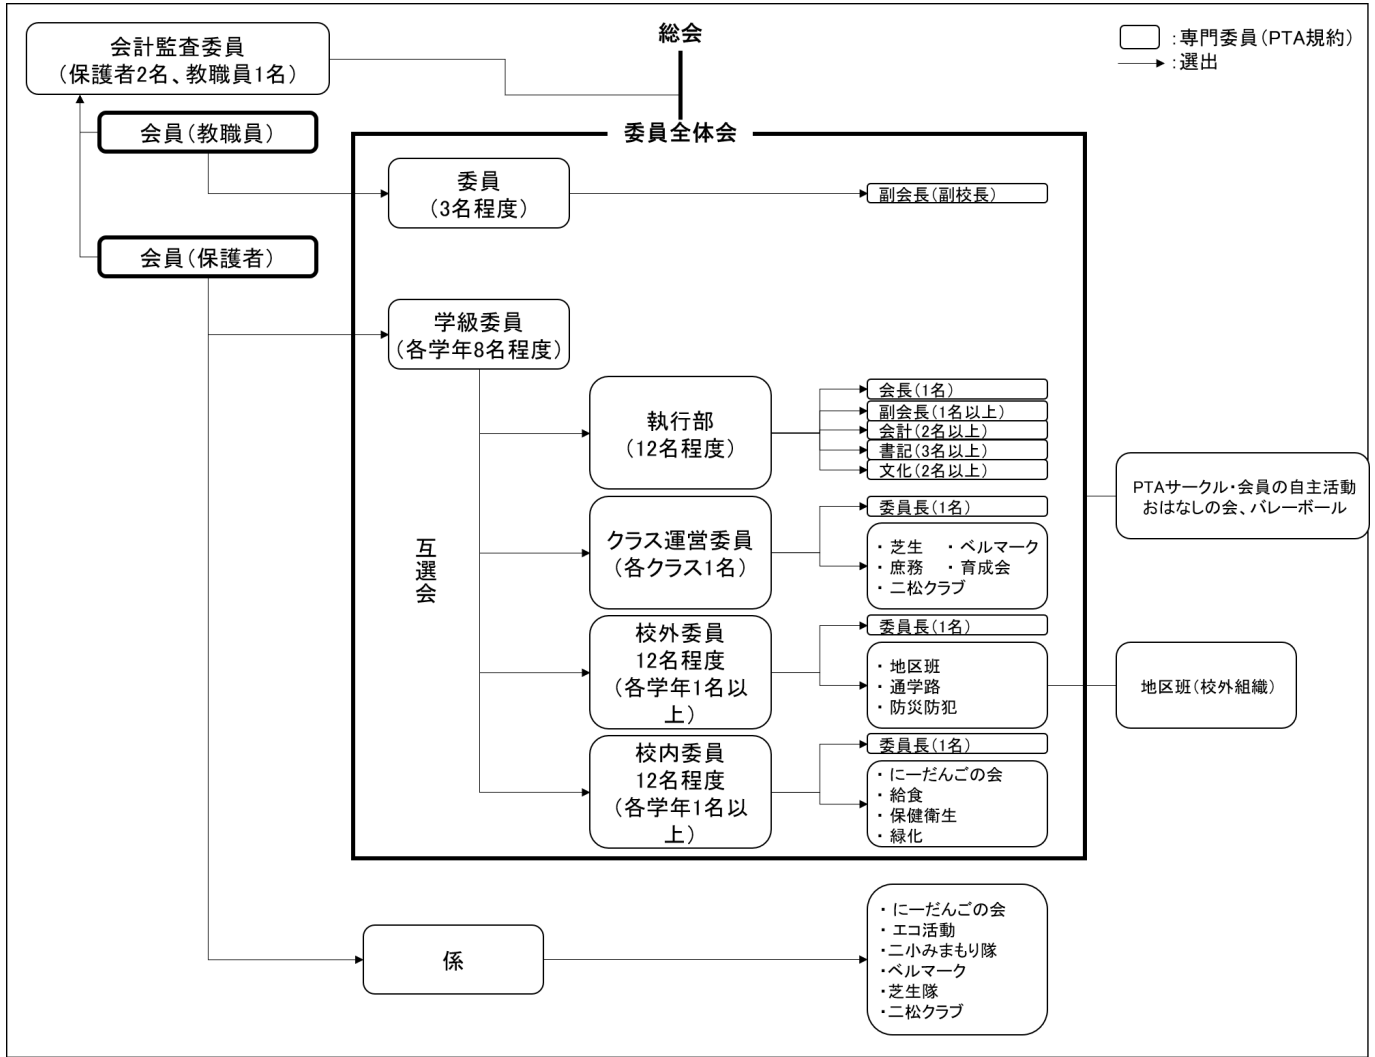 総会
:専門委員(PTA規約)
:選出
会計監査委員
(保護者2名、教職員1名)
会員(教職員)
会員(保護者)
委員全体会
委員
(3名程度)
副会長(副校長)
学級委員
(各学年8名程度)
互選会
執行部
(12名程度)
会長(1名)
副会長(1名以上)
会計(2名以上)
書記(3名以上)
文化(2名以上)
クラス運営委員
(各クラス1名)
委員長(1名)
・芝生 ・ベルマーク
・庶務 ・育成会
・二松クラブ
校外委員
12名程度
(各学年1名以
上)
委員長(1名)
・地区班
・通学路
・防災防犯
校内委員
12名程度
(各学年1名以
上)
委員長(1名)
・にーだんごの会
・給食
・保健衛生
・緑化
PTAサークル・会員の自主活動
おはなしの会、バレーボール
地区班(校外組織)
係
・にーだんごの会
・エコ活動
・二小みまもり隊
・ベルマーク
・芝生隊
・二松クラブ